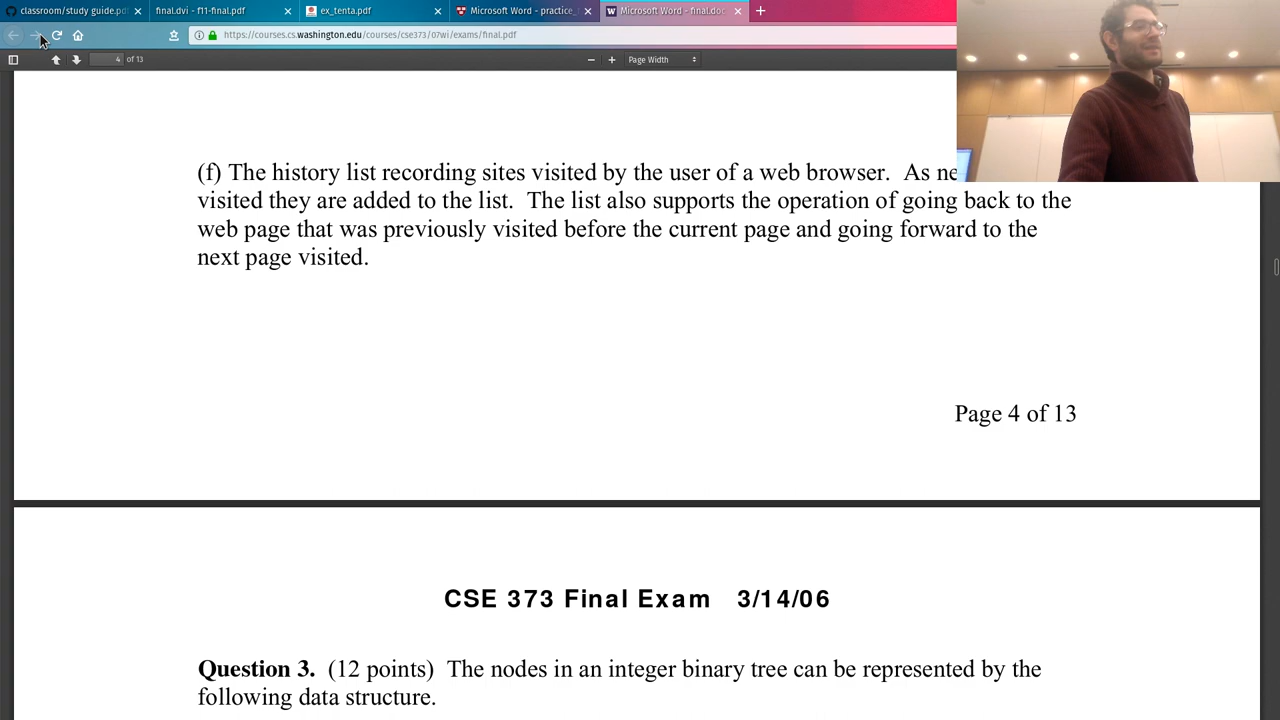 classroom/study guide.pd
final.dvi - f11-final.pdf
ex_tenta.pdf
Microsoft Word - practice_
Microsoft Word - final.doc
https://courses.cs.washington.edu/courses/cse373/07wi/exams/final.pdf
4 of 13
Page Width
(f) The history list recording sites visited by the user of a web browser. As ne
visited they are added to the list. The list also supports the operation of going back to the
web page that was previously visited before the current page and going forward to the
next page visited.
Page 4 of 13
CSE 373 Final Exam 3/14/06
Question 3. (12 points) The nodes in an integer binary tree can be represented by the
following data structure.